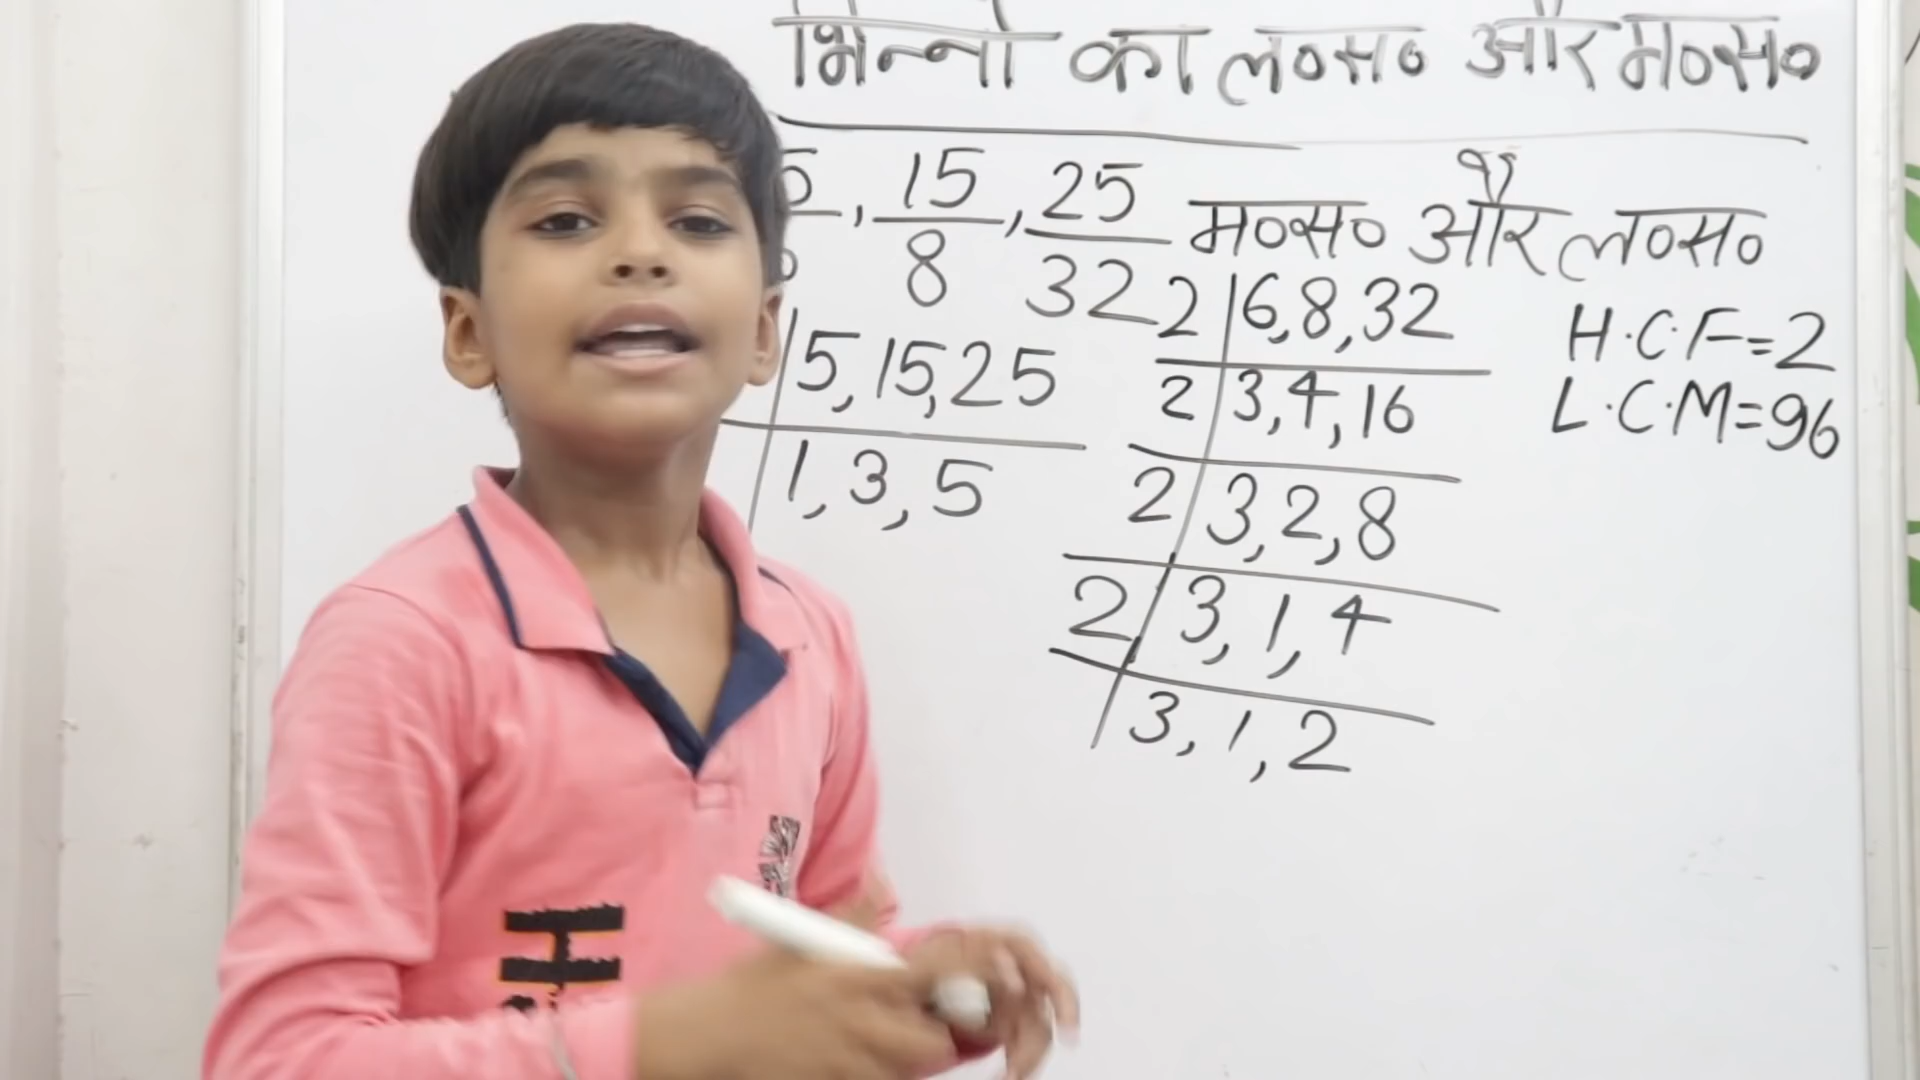 भिन्नो का ल०स० और म०स०
5, 15/8, 25/32 म०स० और ल०स०
5, 15, 25
1, 3, 5
2 | 6, 8, 32
2 | 3, 4, 16
2 | 3, 2, 8
2 | 3, 1, 4
3, 1, 2
H.C.F=2
L.C.M=96
H